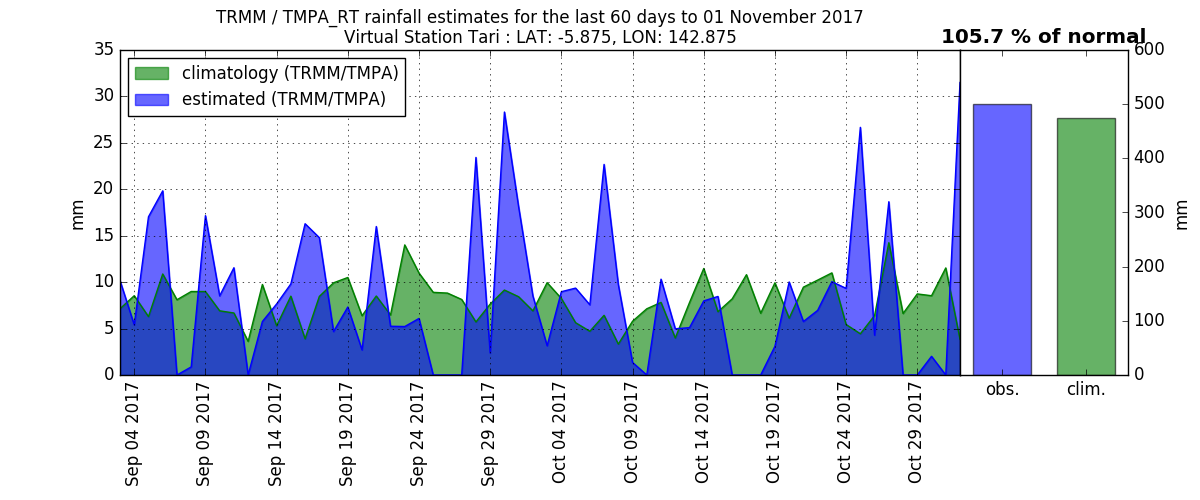 TRMM / TMPA_RT rainfall estimates for the last 60 days to 01 November 2017
Virtual Station Tari : LAT: -5.875, LON: 142.875
105.7 % of normal
climatology (TRMM/TMPA)
estimated (TRMM/TMPA)
mm
35
30
25
20
15
10
5
0
Sep 04 2017
Sep 09 2017
Sep 14 2017
Sep 19 2017
Sep 24 2017
Sep 29 2017
Oct 04 2017
Oct 09 2017
Oct 14 2017
Oct 19 2017
Oct 24 2017
Oct 29 2017
obs.
clim.
600
500
400
300
200
100
0
mm